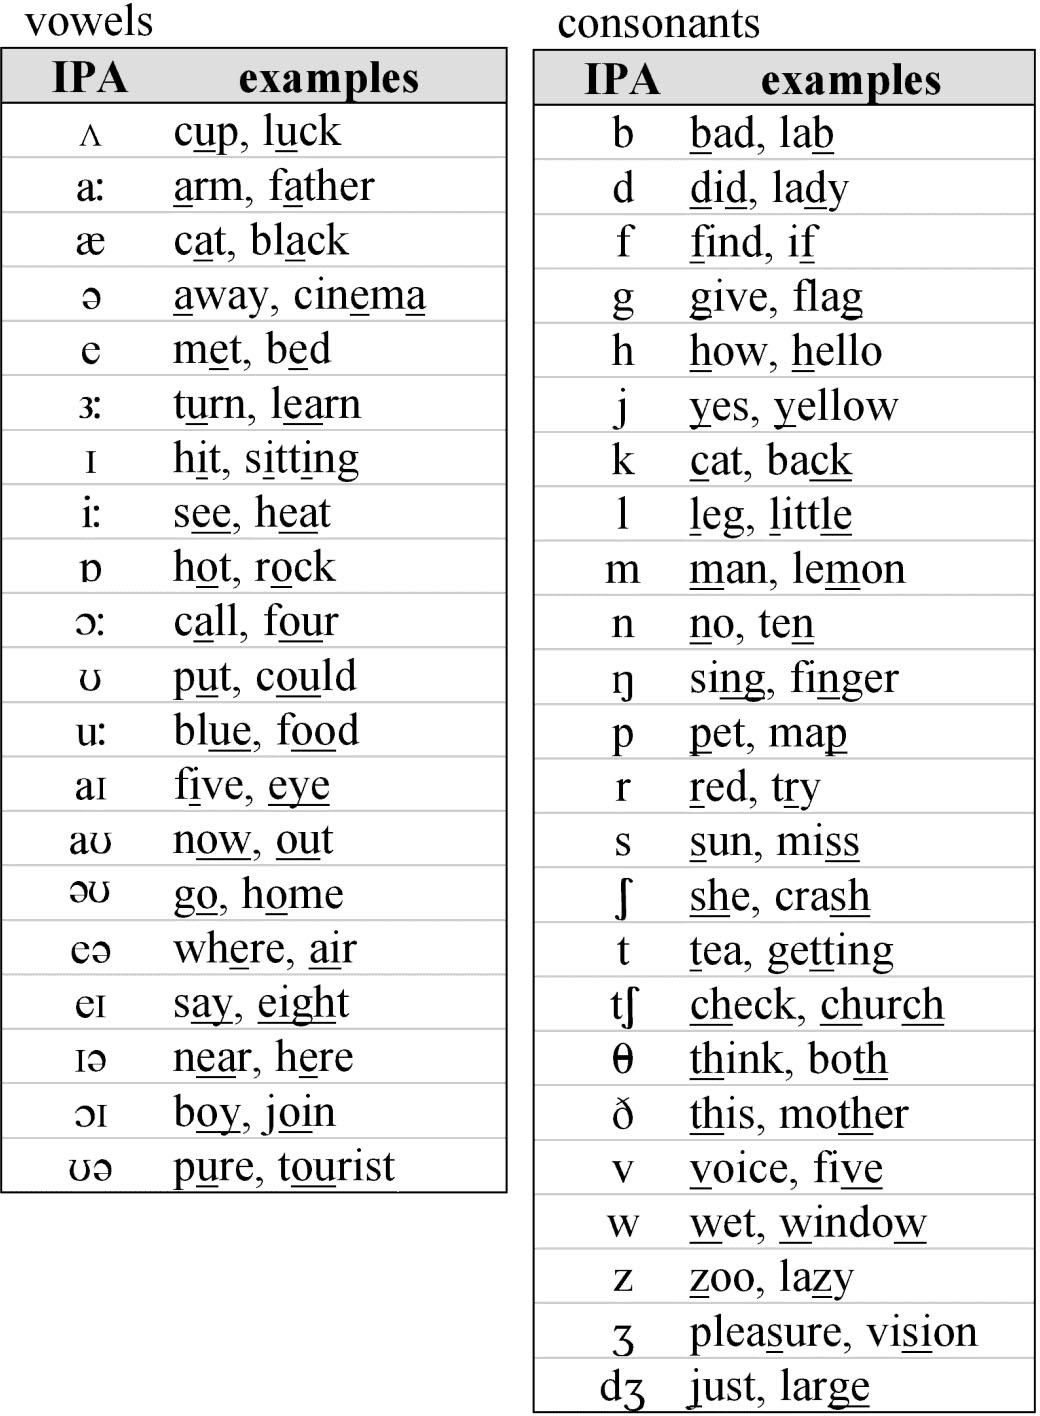 vowels
IPA examples
ʌ cup, luck
a: arm, father
æ cat, black
ə away, cinema
e met, bed
ɜ: turn, learn
ɪ hit, sitting
i: see, heat
ɒ hot, rock
ɔ: call, four
ʊ put, could
u: blue, food
aɪ five, eye
aʊ now, out
əʊ go, home
eə where, air
eɪ say, eight
ɪə near, here
ɔɪ boy, join
ʊə pure, tourist
consonants
IPA examples
b bad, lab
d did, lady
f find, if
g give, flag
h how, hello
j yes, yellow
k cat, back
l leg, little
m man, lemon
n no, ten
ŋ sing, finger
p pet, map
r red, try
s sun, miss
ʃ she, crash
t tea, getting
tʃ check, church
θ think, both
ð this, mother
v voice, five
w wet, window
z zoo, lazy
ʒ pleasure, vision
dʒ just, large